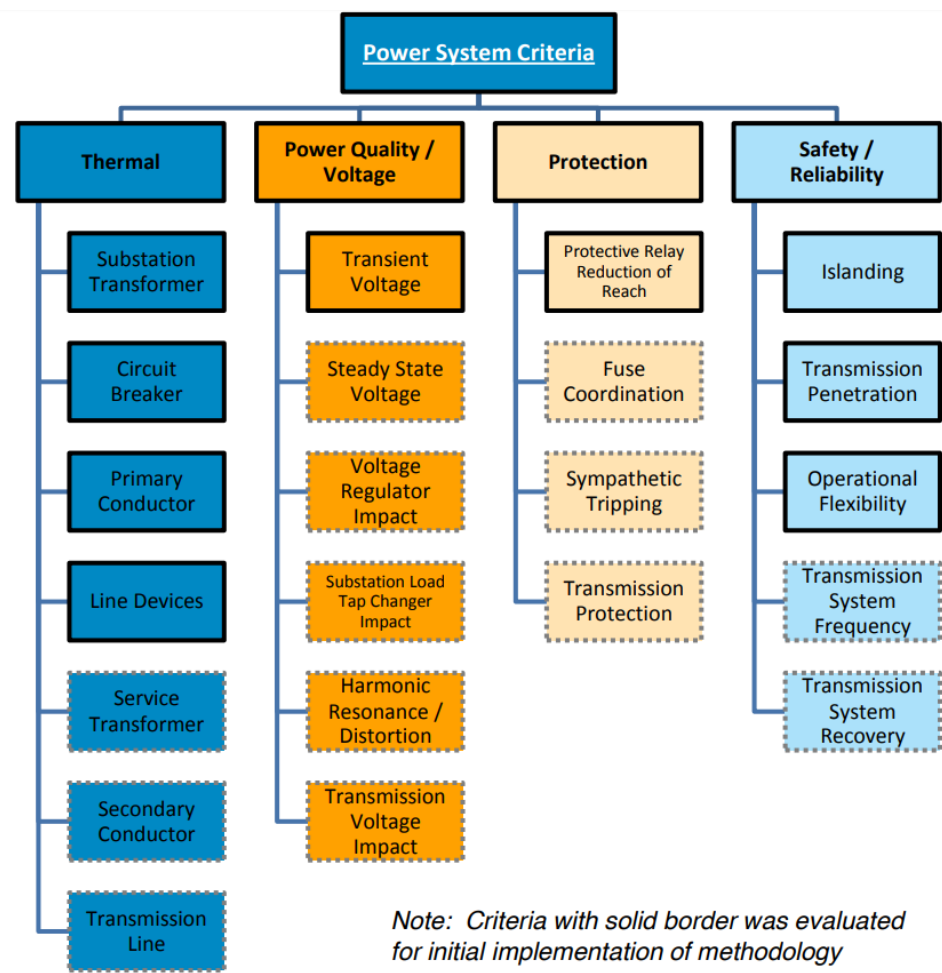 Power System Criteria
Thermal
Substation
Transformer
Circuit
Breaker
Primary
Conductor
Line Devices
Service
Transformer
Secondary
Conductor
Transmission
Line
Power Quality /
Voltage
Transient
Voltage
Steady State
Voltage
Voltage
Regulator
Impact
Substation Load
Tap Changer
Impact
Harmonic
Resonance /
Distortion
Transmission
Voltage
Impact
Protection
Protective Relay
Reduction of
Reach
Fuse
Coordination
Sympathetic
Tripping
Transmission
Protection
Safety /
Reliability
Islanding
Transmission
Penetration
Operational
Flexibility
Transmission
System
Frequency
Transmission
System
Recovery
Note: Criteria with solid border was evaluated
for initial implementation of methodology